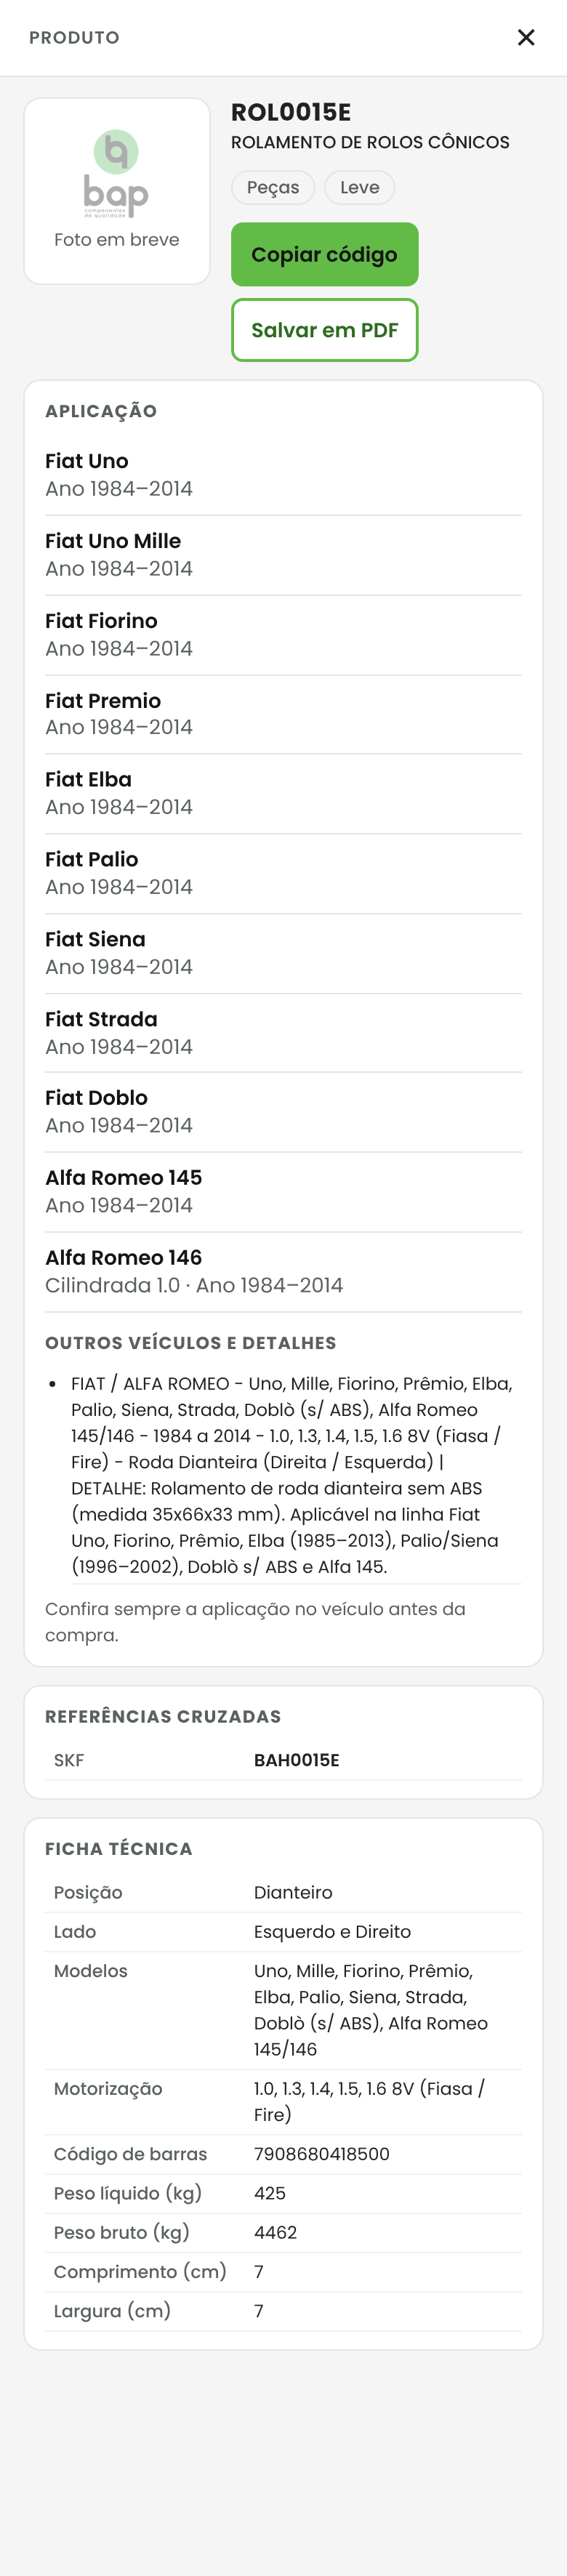 PRODUTO
ROL0015E
ROLAMENTO DE ROLOS CÔNICOS
Peças
Leve
bap
componentes
de qualidade
Foto em breve
Copiar código
Salvar em PDF
APLICAÇÃO
Fiat Uno
Ano 1984–2014
Fiat Uno Mille
Ano 1984–2014
Fiat Fiorino
Ano 1984–2014
Fiat Premio
Ano 1984–2014
Fiat Elba
Ano 1984–2014
Fiat Palio
Ano 1984–2014
Fiat Siena
Ano 1984–2014
Fiat Strada
Ano 1984–2014
Fiat Doblo
Ano 1984–2014
Alfa Romeo 145
Ano 1984–2014
Alfa Romeo 146
Cilindrada 1.0 · Ano 1984–2014
OUTROS VEÍCULOS E DETALHES
• FIAT / ALFA ROMEO - Uno, Mille, Fiorino, Prêmio, Elba,
Palio, Siena, Strada, Doblò (s/ ABS), Alfa Romeo
145/146 - 1984 a 2014 - 1.0, 1.3, 1.4, 1.5, 1.6 8V (Fiasa /
Fire) - Roda Dianteira (Direita / Esquerda) |
DETALHE: Rolamento de roda dianteira sem ABS
(medida 35x66x33 mm). Aplicável na linha Fiat
Uno, Fiorino, Prêmio, Elba (1985–2013), Palio/Siena
(1996–2002), Doblò s/ ABS e Alfa 145.
Confira sempre a aplicação no veículo antes da
compra.
REFERÊNCIAS CRUZADAS
SKF BAH0015E
FICHA TÉCNICA
Posição Dianteiro
Lado Esquerdo e Direito
Modelos Uno, Mille, Fiorino, Prêmio,
Elba, Palio, Siena, Strada,
Doblò (s/ ABS), Alfa Romeo
145/146
Motorização 1.0, 1.3, 1.4, 1.5, 1.6 8V (Fiasa /
Fire)
Código de barras 7908680418500
Peso líquido (kg) 425
Peso bruto (kg) 4462
Comprimento (cm) 7
Largura (cm) 7